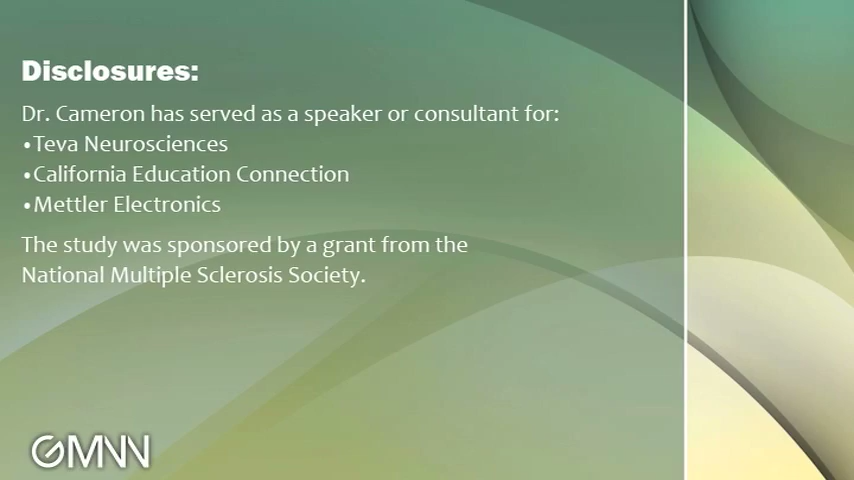 Disclosures:
Dr. Cameron has served as a speaker or consultant for:
•Teva Neurosciences
•California Education Connection
•Mettler Electronics
The study was sponsored by a grant from the
National Multiple Sclerosis Society.
GMNN